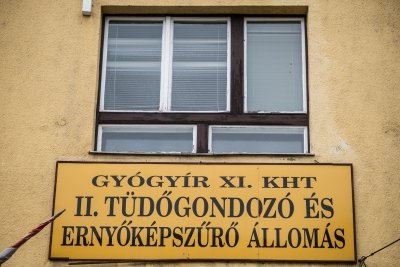 GYÓGYÍR XI. KHT
II. TÜDŐGONDOZÓ ÉS
ERNYŐKÉPSZŰRŐ ÁLLOMÁS